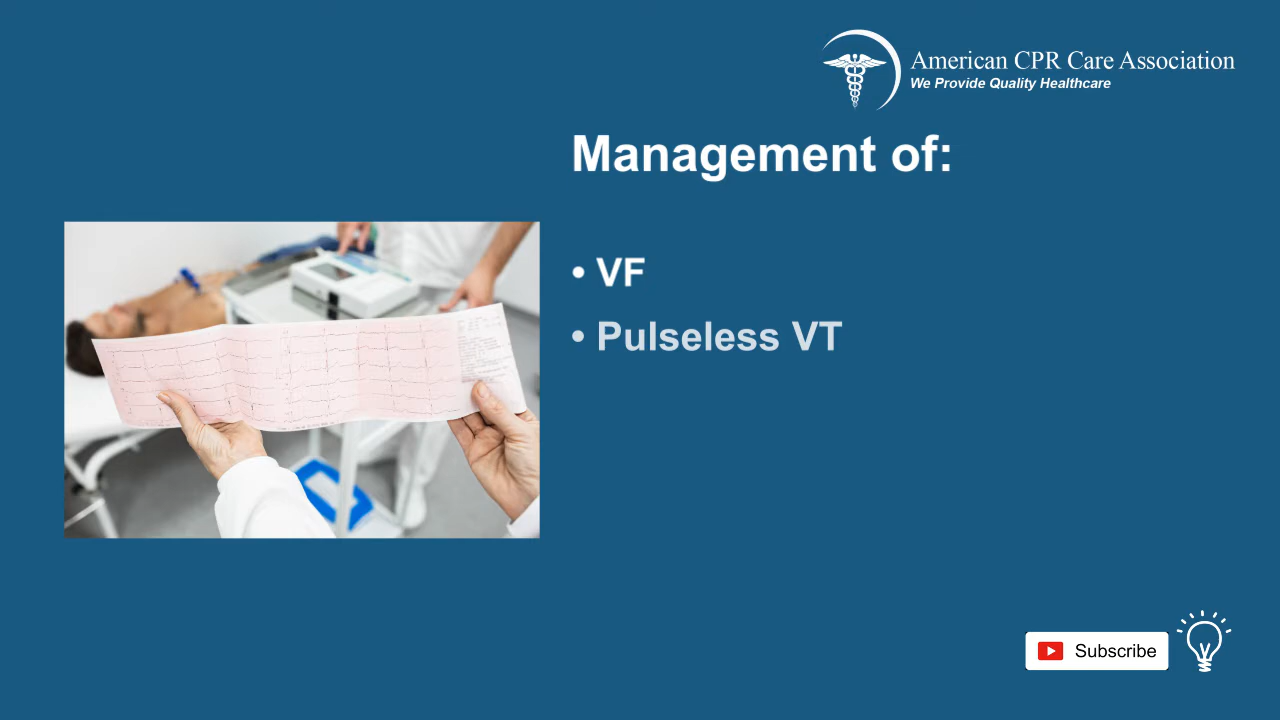 American CPR Care Association
We Provide Quality Healthcare
Management of:
• VF
• Pulseless VT
Subscribe